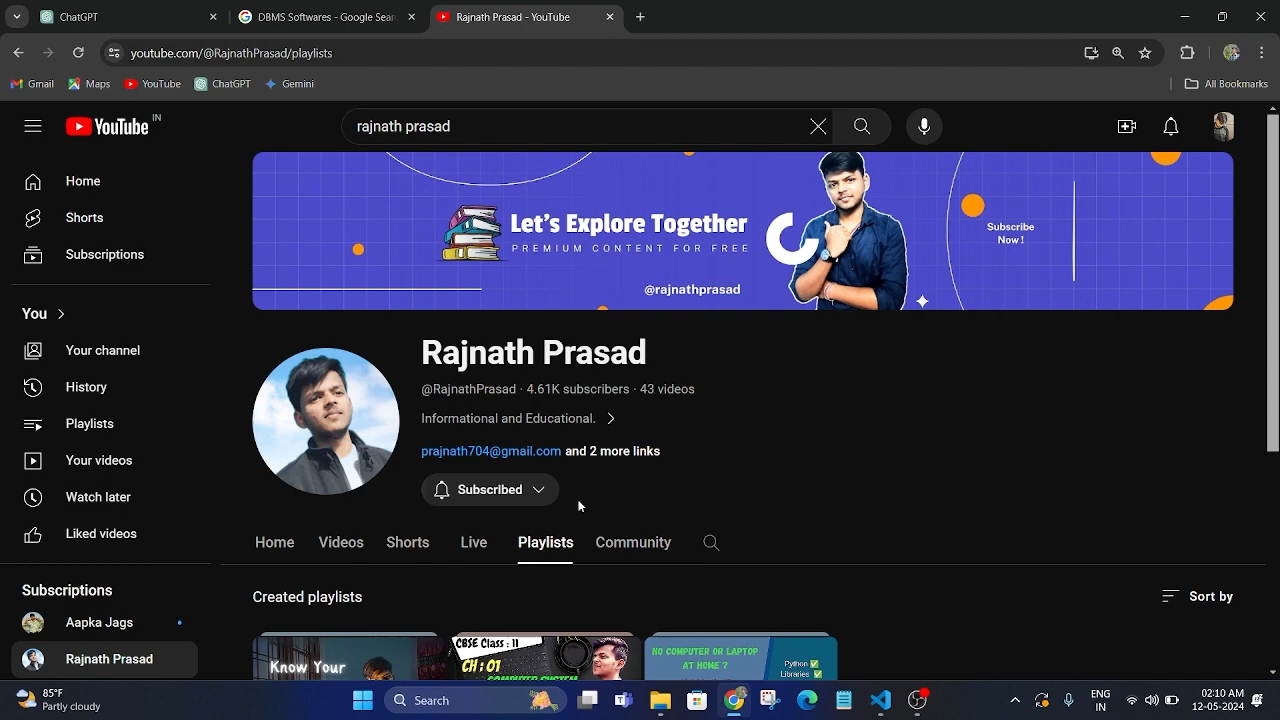 ChatGPT
DBMS Softwares - Google Sear
Rajnath Prasad - YouTube
youtube.com/@RajnathPrasad/playlists
Gmail
Maps
YouTube
ChatGPT
Gemini
All Bookmarks
YouTube IN
rajnath prasad
Home
Shorts
Subscriptions
You
Your channel
History
Playlists
Your videos
Watch later
Liked videos
Subscriptions
Aapka Jags
Rajnath Prasad
Let's Explore Together
PREMIUM CONTENT FOR FREE
@rajnathprasad
Subscribe
Now !
Rajnath Prasad
@RajnathPrasad · 4.61K subscribers · 43 videos
Informational and Educational.
prajnath704@gmail.com and 2 more links
Subscribed
Home
Videos
Shorts
Live
Playlists
Community
Created playlists
Sort by
Know Your
CBSE Class : 11
CH : 01
COMPUTER SYSTEM
NO COMPUTER OR LAPTOP
AT HOME ?
Python ✅
Libraries ✅
85°F
Partly cloudy
Search
ENG
IN
02:10 AM
12-05-2024